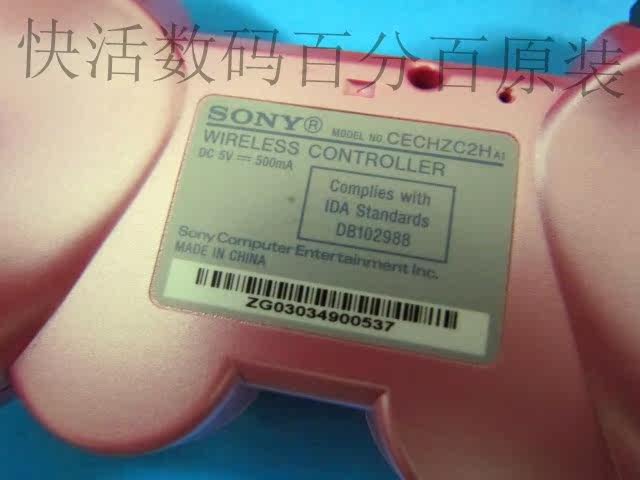 快活数码百分百原装
SONY® MODEL NO. CECHZC2H A1
WIRELESS CONTROLLER
DC 5V ⎓ 500mA
Complies with
IDA Standards
DB102988
Sony Computer Entertainment Inc.
MADE IN CHINA
ZG03034900537